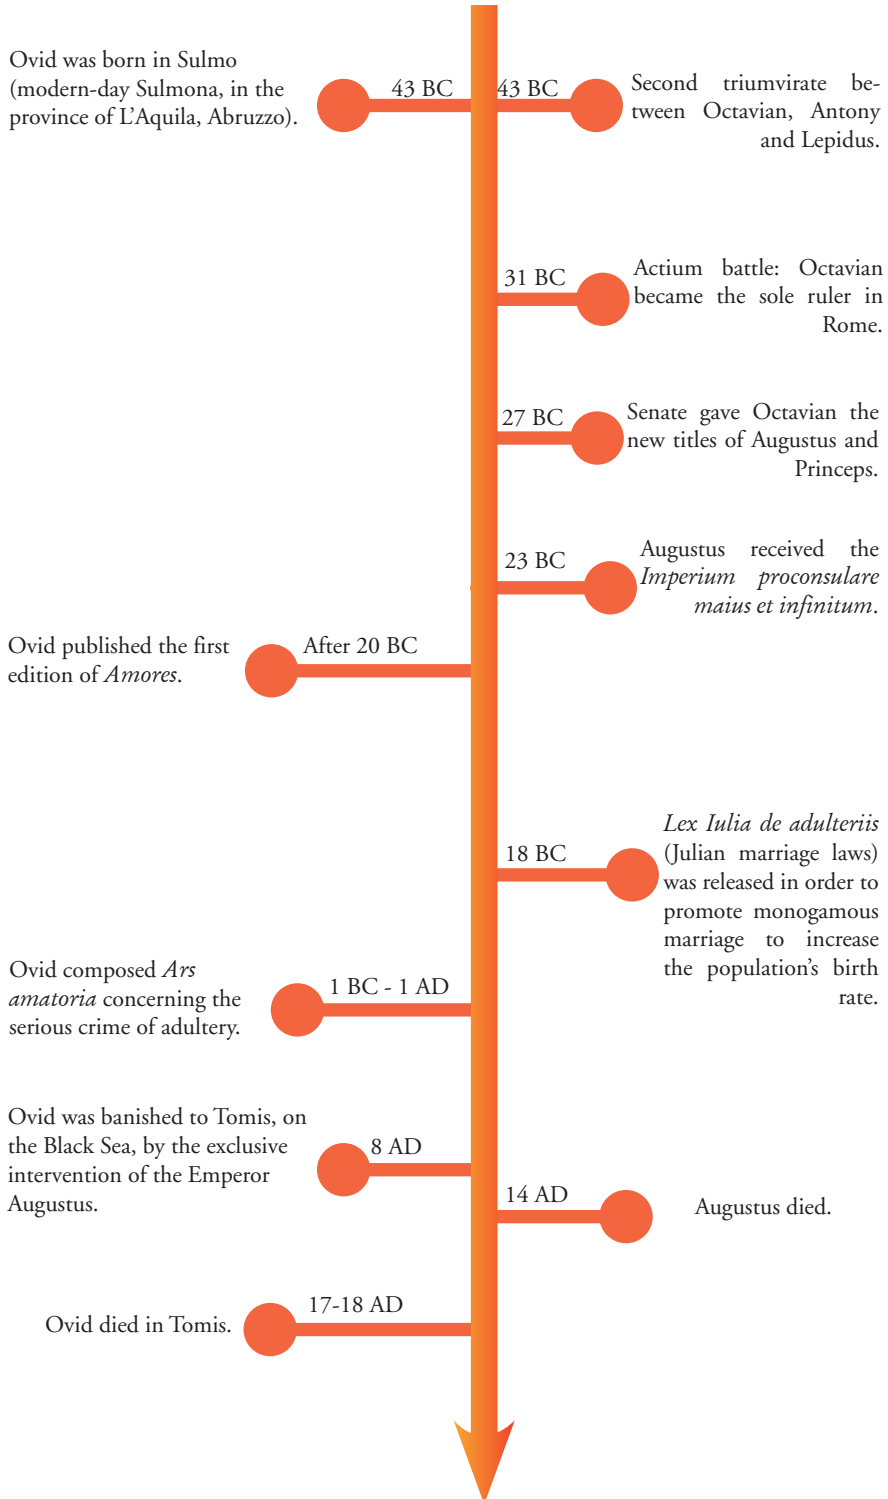 Ovid was born in Sulmo
(modern-day Sulmona, in the
province of L’Aquila, Abruzzo).
43 BC
43 BC
Second triumvirate be-
tween Octavian, Antony
and Lepidus.
31 BC
Actium battle: Octavian
became the sole ruler in
Rome.
27 BC
Senate gave Octavian the
new titles of Augustus and
Princeps.
23 BC
Augustus received the
Imperium proconsulare
maius et infinitum.
Ovid published the first
edition of Amores.
After 20 BC
18 BC
Lex Iulia de adulteriis
(Julian marriage laws)
was released in order to
promote monogamous
marriage to increase
the population’s birth
rate.
Ovid composed Ars
amatoria concerning the
serious crime of adultery.
1 BC - 1 AD
Ovid was banished to Tomis, on
the Black Sea, by the exclusive
intervention of the Emperor
Augustus.
8 AD
14 AD
Augustus died.
17-18 AD
Ovid died in Tomis.